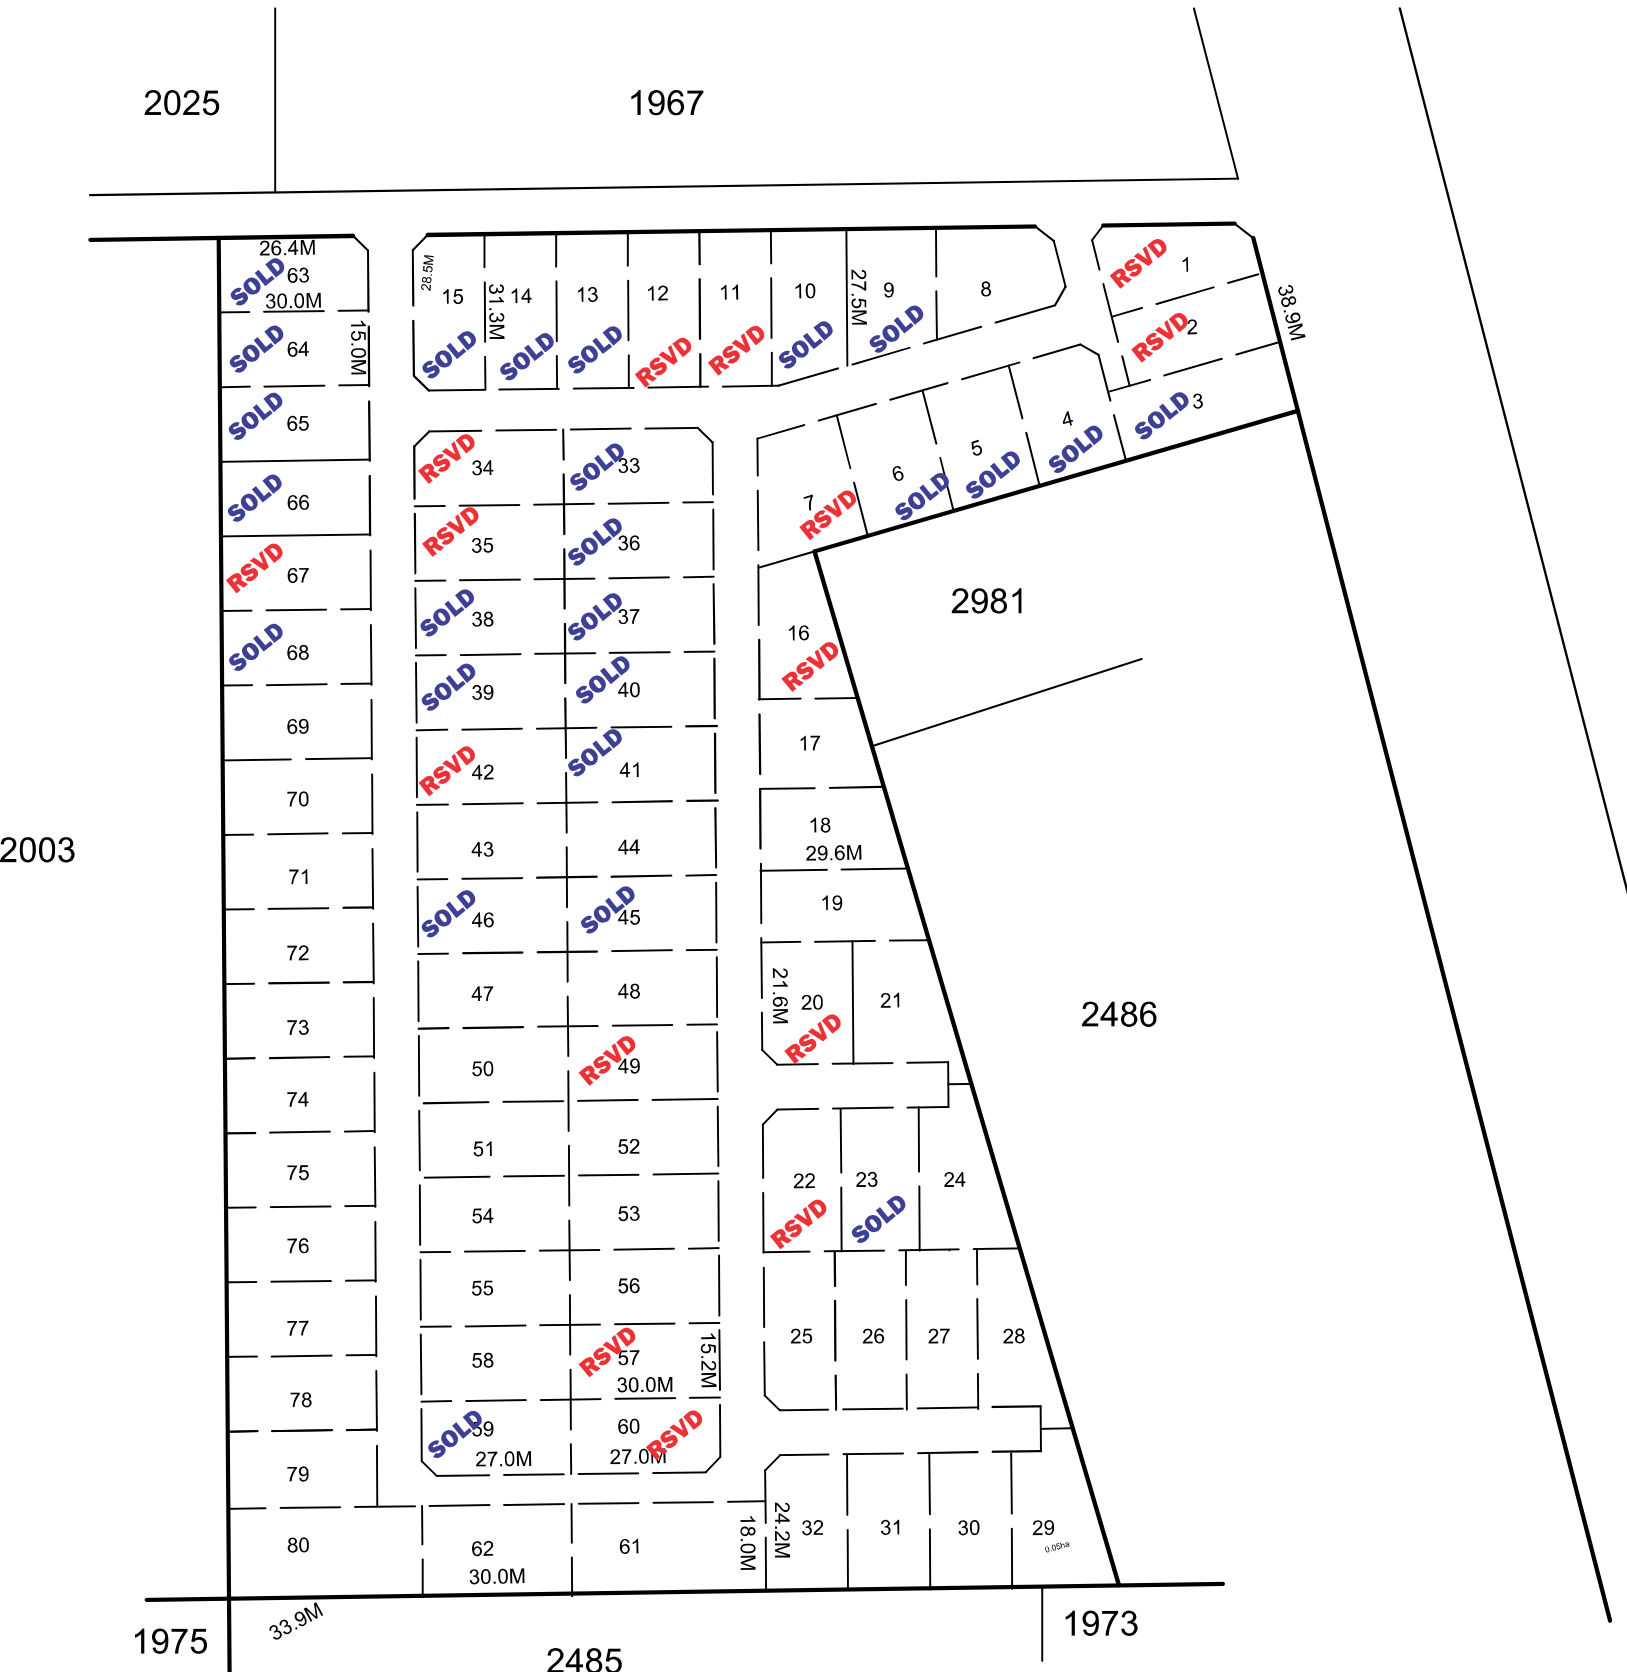 2025
1967
26.4M
SOLD 63
30.0M
SOLD 64
15.0M
SOLD 65
SOLD 66
RSVD 67
SOLD 68
69
70
71
72
73
74
75
76
77
78
79
80
2003
28.5M
15 SOLD
31.3M
14 SOLD
13 SOLD
12 RSVD
11 RSVD
10 SOLD
27.5M
9 SOLD
8
RSVD 1
RSVD 2
38.9M
SOLD 3
4 SOLD
5 SOLD
6 SOLD
7 RSVD
RSVD 34
SOLD 33
RSVD 35
SOLD 36
SOLD 38
SOLD 37
SOLD 39
SOLD 40
RSVD 42
SOLD 41
43
44
SOLD 46
SOLD 45
47
48
50
RSVD 49
51
52
54
53
55
56
58
RSVD 57
15.2M
30.0M
SOLD 59
27.0M
60 RSVD
27.0M
62
30.0M
61
18.0M
2981
16
RSVD
17
18
29.6M
19
21.6M
20
RSVD
21
2486
22
RSVD
23
SOLD
24
25
26
27
28
24.2M
32
31
30
29
0.05ha
1975
33.9M
2485
1973